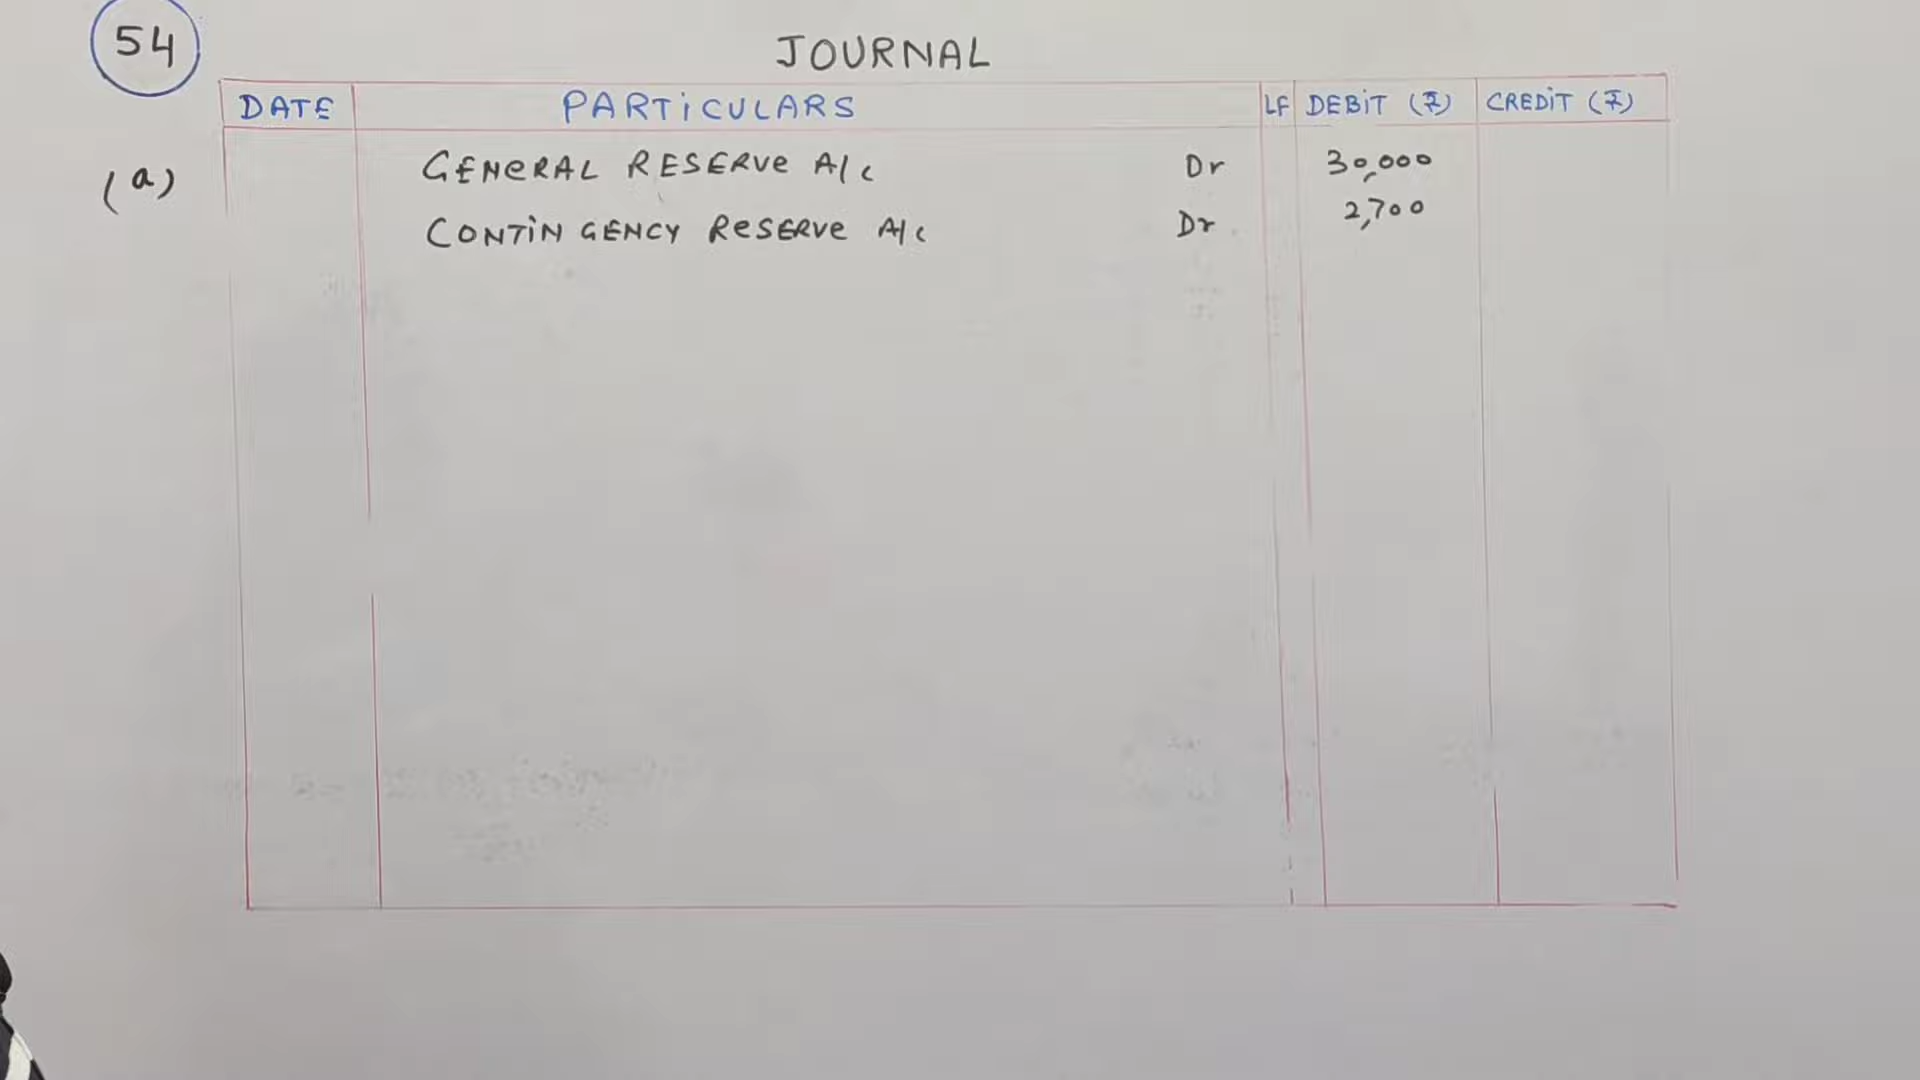 54
JOURNAL
DATE PARTICULARS LF DEBIT (₹) CREDIT (₹)
(a) GENERAL RESERVE A/c Dr 30,000
CONTINGENCY RESERVE A/c Dr 2,700